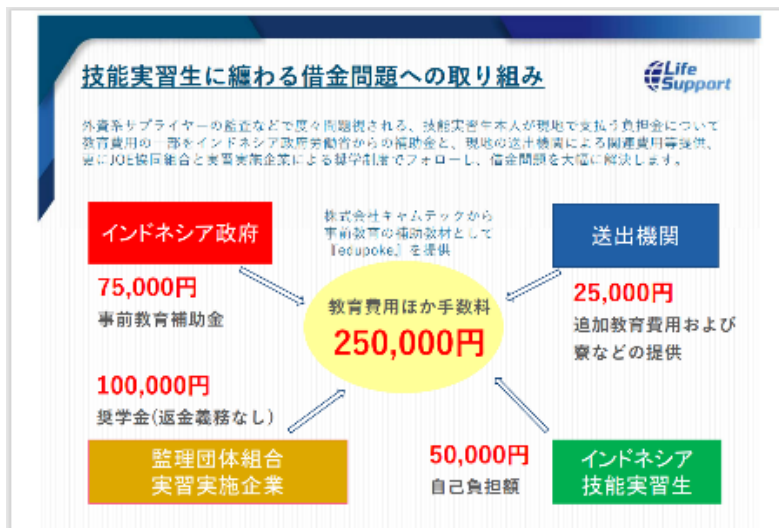 技能実習生に纏わる借金問題への取り組み
Life
Support
外資系サプライヤーの監査などで度々問題視される、技能実習生本人が現地で支払う負担金について
教育費用の一部をインドネシア政府労働省からの補助金と、現地の送出機関による関連費用等提供、
更にJOE協同組合と実習実施企業による奨学制度でフォローし、借金問題を大幅に解決します。
インドネシア政府
株式会社キャムテックから
事前教育の補助教材として
『edupoke』を提供
送出機関
75,000円
事前教育補助金
教育費用ほか手数料
250,000円
25,000円
追加教育費用および
寮などの提供
100,000円
奨学金(返金義務なし)
監理団体組合
実習実施企業
50,000円
自己負担額
インドネシア
技能実習生